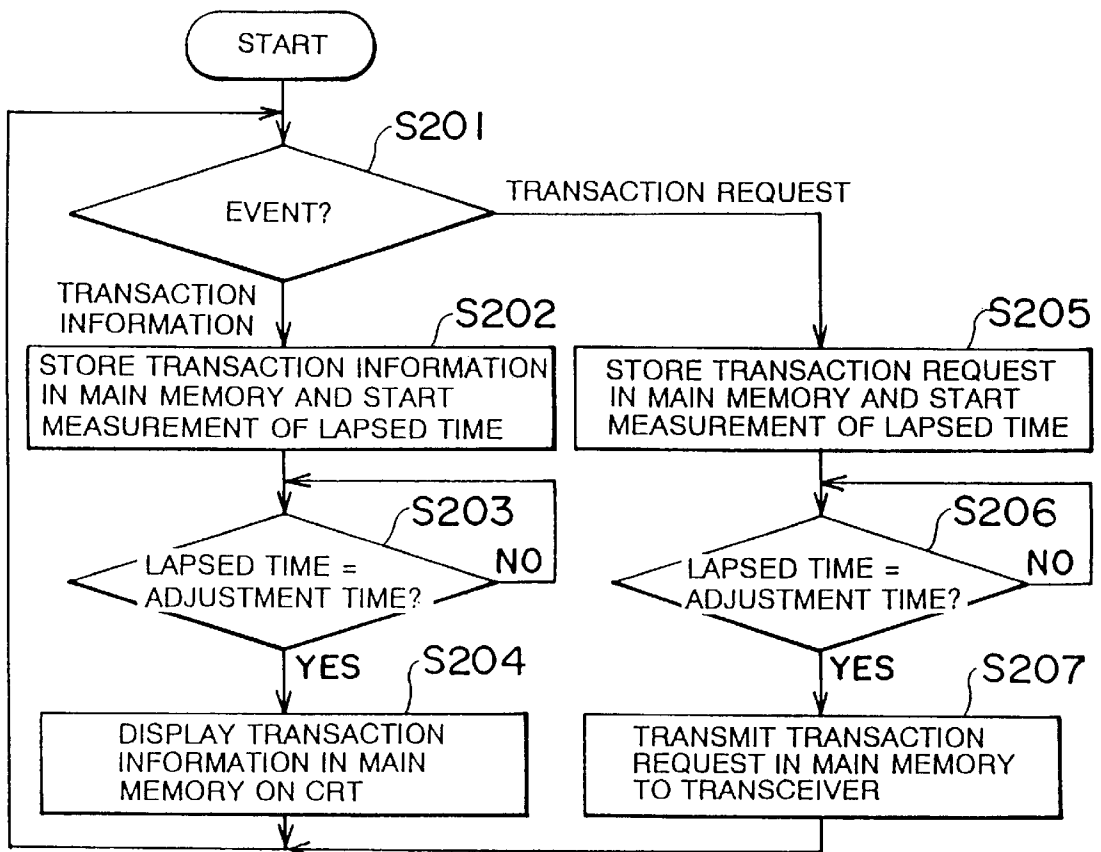 START
S201
EVENT?
TRANSACTION REQUEST
TRANSACTION
INFORMATION
S202
STORE TRANSACTION INFORMATION
IN MAIN MEMORY AND START
MEASUREMENT OF LAPSED TIME
S205
STORE TRANSACTION REQUEST
IN MAIN MEMORY AND START
MEASUREMENT OF LAPSED TIME
S203
LAPSED TIME =
ADJUSTMENT TIME?
NO
YES
S206
LAPSED TIME =
ADJUSTMENT TIME?
NO
YES
S204
DISPLAY TRANSACTION
INFORMATION IN MAIN
MEMORY ON CRT
S207
TRANSMIT TRANSACTION
REQUEST IN MAIN MEMORY
TO TRANSCEIVER